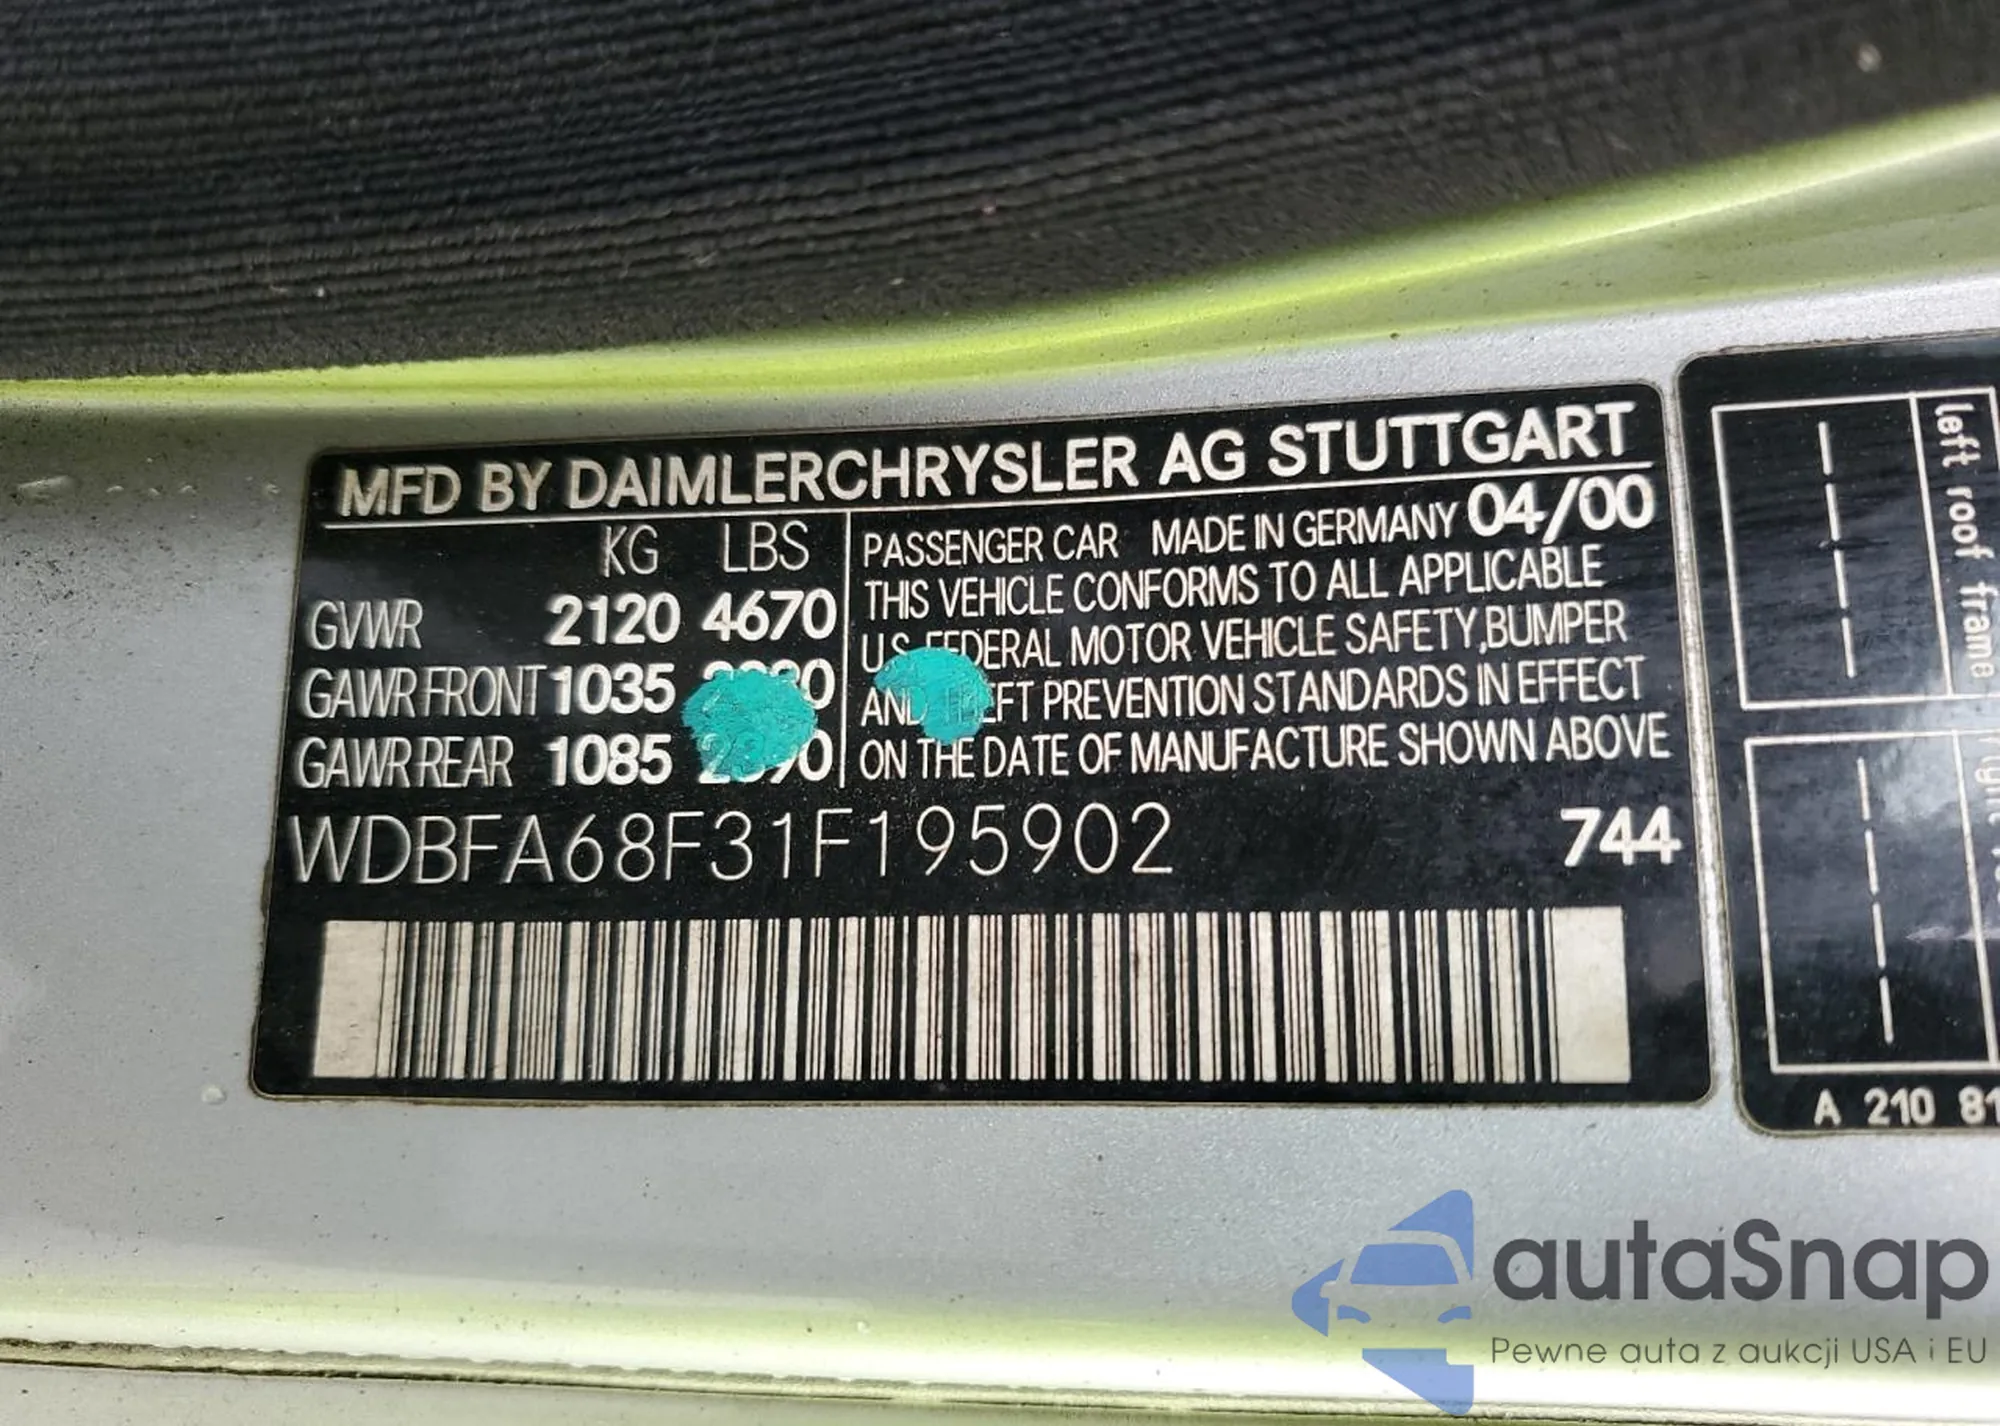 MFD BY DAIMLERCHRYSLER AG STUTTGART
KG LBS
GVWR 2120 4670
GAWR FRONT 1035
GAWR REAR 1085
PASSENGER CAR MADE IN GERMANY 04/00
THIS VEHICLE CONFORMS TO ALL APPLICABLE
U.S. FEDERAL MOTOR VEHICLE SAFETY, BUMPER
AND THEFT PREVENTION STANDARDS IN EFFECT
ON THE DATE OF MANUFACTURE SHOWN ABOVE
WDBFA68F31F195902 744
left roof frame
A 210 81
autaSnap
Pewne auta z aukcji USA i EU